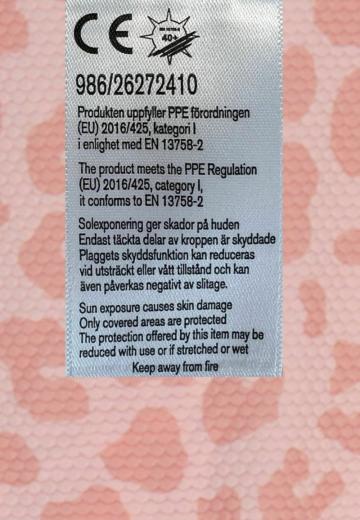 CE
EN 13758-2
40+
986/26272410
Produkten uppfyller PPE förordningen
(EU) 2016/425, kategori I
i enlighet med EN 13758-2
The product meets the PPE Regulation
(EU) 2016/425, category I,
it conforms to EN 13758-2
Solexponering ger skador på huden
Endast täckta delar av kroppen är skyddade
Plaggets skyddsfunktion kan reduceras
vid utsträckt eller vått tillstånd och kan
även påverkas negativt av slitage.
Sun exposure causes skin damage
Only covered areas are protected
The protection offered by this item may be
reduced with use or if stretched or wet
Keep away from fire